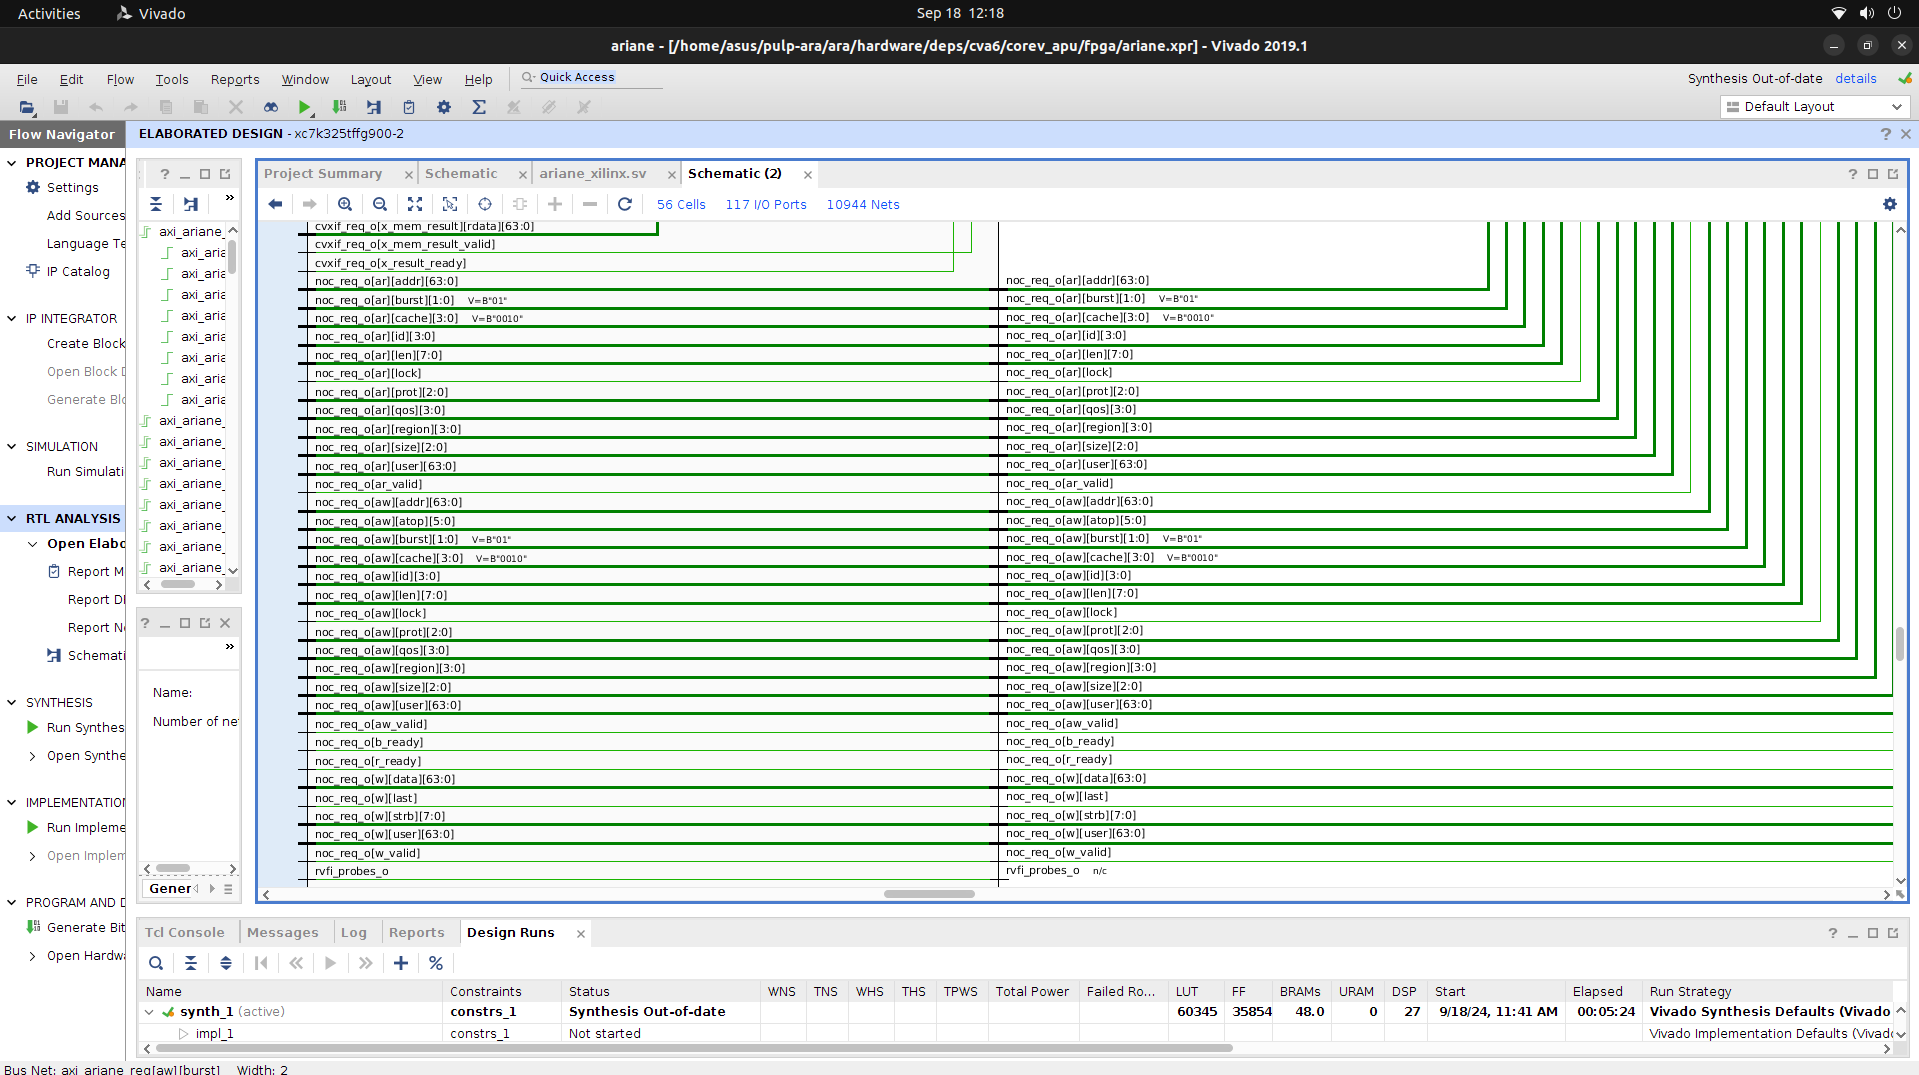 Activities
Vivado
Sep 18 12:18
ariane - [/home/asus/pulp-ara/ara/hardware/deps/cva6/corev_apu/fpga/ariane.xpr] - Vivado 2019.1
File Edit Flow Tools Reports Window Layout View Help Quick Access
Synthesis Out-of-date details
Default Layout
Flow Navigator
ELABORATED DESIGN - xc7k325tffg900-2
PROJECT MANA
Settings
Add Sources
Language Te
IP Catalog
IP INTEGRATOR
Create Block
Open Block D
Generate Blo
SIMULATION
Run Simulati
RTL ANALYSIS
Open Elabo
Report M
Report DI
Report No
Schemati
SYNTHESIS
Run Synthes
Open Synthe
IMPLEMENTATION
Run Impleme
Open Implem
PROGRAM AND D
Generate Bit
Open Hardwa
axi_ariane_
axi_aria
axi_aria
axi_aria
axi_aria
axi_aria
axi_aria
axi_aria
axi_aria
axi_ariane_
axi_ariane_
axi_ariane_
axi_ariane_
axi_ariane_
axi_ariane_
axi_ariane_
axi_ariane_
Name:
Number of net
Gener
Project Summary
Schematic
ariane_xilinx.sv
Schematic (2)
56 Cells 117 I/O Ports 10944 Nets
cvxif_req_o[x_mem_result][rdata][63:0]
cvxif_req_o[x_mem_result_valid]
cvxif_req_o[x_result_ready]
noc_req_o[ar][addr][63:0]
noc_req_o[ar][burst][1:0] V=B"01"
noc_req_o[ar][cache][3:0] V=B"0010"
noc_req_o[ar][id][3:0]
noc_req_o[ar][len][7:0]
noc_req_o[ar][lock]
noc_req_o[ar][prot][2:0]
noc_req_o[ar][qos][3:0]
noc_req_o[ar][region][3:0]
noc_req_o[ar][size][2:0]
noc_req_o[ar][user][63:0]
noc_req_o[ar_valid]
noc_req_o[aw][addr][63:0]
noc_req_o[aw][atop][5:0]
noc_req_o[aw][burst][1:0] V=B"01"
noc_req_o[aw][cache][3:0] V=B"0010"
noc_req_o[aw][id][3:0]
noc_req_o[aw][len][7:0]
noc_req_o[aw][lock]
noc_req_o[aw][prot][2:0]
noc_req_o[aw][qos][3:0]
noc_req_o[aw][region][3:0]
noc_req_o[aw][size][2:0]
noc_req_o[aw][user][63:0]
noc_req_o[aw_valid]
noc_req_o[b_ready]
noc_req_o[r_ready]
noc_req_o[w][data][63:0]
noc_req_o[w][last]
noc_req_o[w][strb][7:0]
noc_req_o[w][user][63:0]
noc_req_o[w_valid]
rvfi_probes_o
noc_req_o[ar][addr][63:0]
noc_req_o[ar][burst][1:0] V=B"01"
noc_req_o[ar][cache][3:0] V=B"0010"
noc_req_o[ar][id][3:0]
noc_req_o[ar][len][7:0]
noc_req_o[ar][lock]
noc_req_o[ar][prot][2:0]
noc_req_o[ar][qos][3:0]
noc_req_o[ar][region][3:0]
noc_req_o[ar][size][2:0]
noc_req_o[ar][user][63:0]
noc_req_o[ar_valid]
noc_req_o[aw][addr][63:0]
noc_req_o[aw][atop][5:0]
noc_req_o[aw][burst][1:0] V=B"01"
noc_req_o[aw][cache][3:0] V=B"0010"
noc_req_o[aw][id][3:0]
noc_req_o[aw][len][7:0]
noc_req_o[aw][lock]
noc_req_o[aw][prot][2:0]
noc_req_o[aw][qos][3:0]
noc_req_o[aw][region][3:0]
noc_req_o[aw][size][2:0]
noc_req_o[aw][user][63:0]
noc_req_o[aw_valid]
noc_req_o[b_ready]
noc_req_o[r_ready]
noc_req_o[w][data][63:0]
noc_req_o[w][last]
noc_req_o[w][strb][7:0]
noc_req_o[w][user][63:0]
noc_req_o[w_valid]
rvfi_probes_o n/c
Tcl Console Messages Log Reports Design Runs
Name Constraints Status WNS TNS WHS THS TPWS Total Power Failed Ro... LUT FF BRAMs URAM DSP Start Elapsed Run Strategy
synth_1 (active) constrs_1 Synthesis Out-of-date 60345 35854 48.0 0 27 9/18/24, 11:41 AM 00:05:24 Vivado Synthesis Defaults (Vivado
impl_1 constrs_1 Not started Vivado Implementation Defaults (Vivado
Bus Net: axi_ariane_req[aw][burst] Width: 2